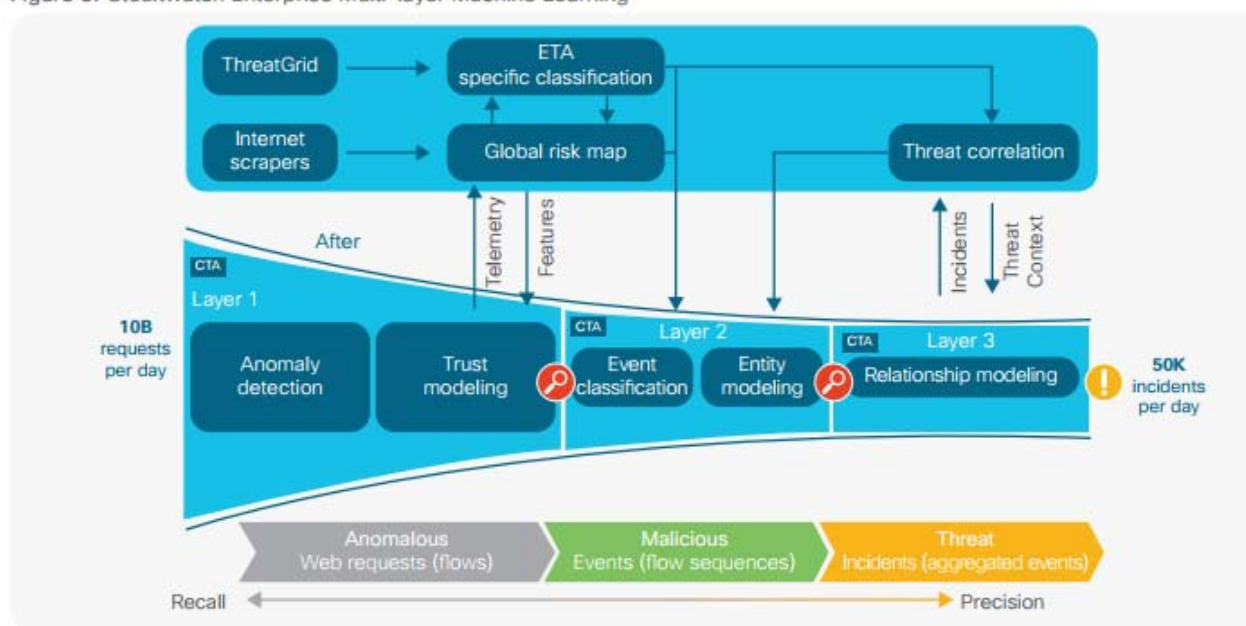 ThreatGrid
ETA
specific classification
Internet
scrapers
Global risk map
Threat correlation
After
Telemetry
Features
Incidents
Threat
Context
CTA
Layer 1
10B
requests
per day
Anomaly
detection
Trust
modeling
CTA
Layer 2
Event
classification
Entity
modeling
CTA
Layer 3
Relationship modeling
50K
incidents
per day
Anomalous
Web requests (flows)
Malicious
Events (flow sequences)
Threat
Incidents (aggregated events)
Recall
Precision